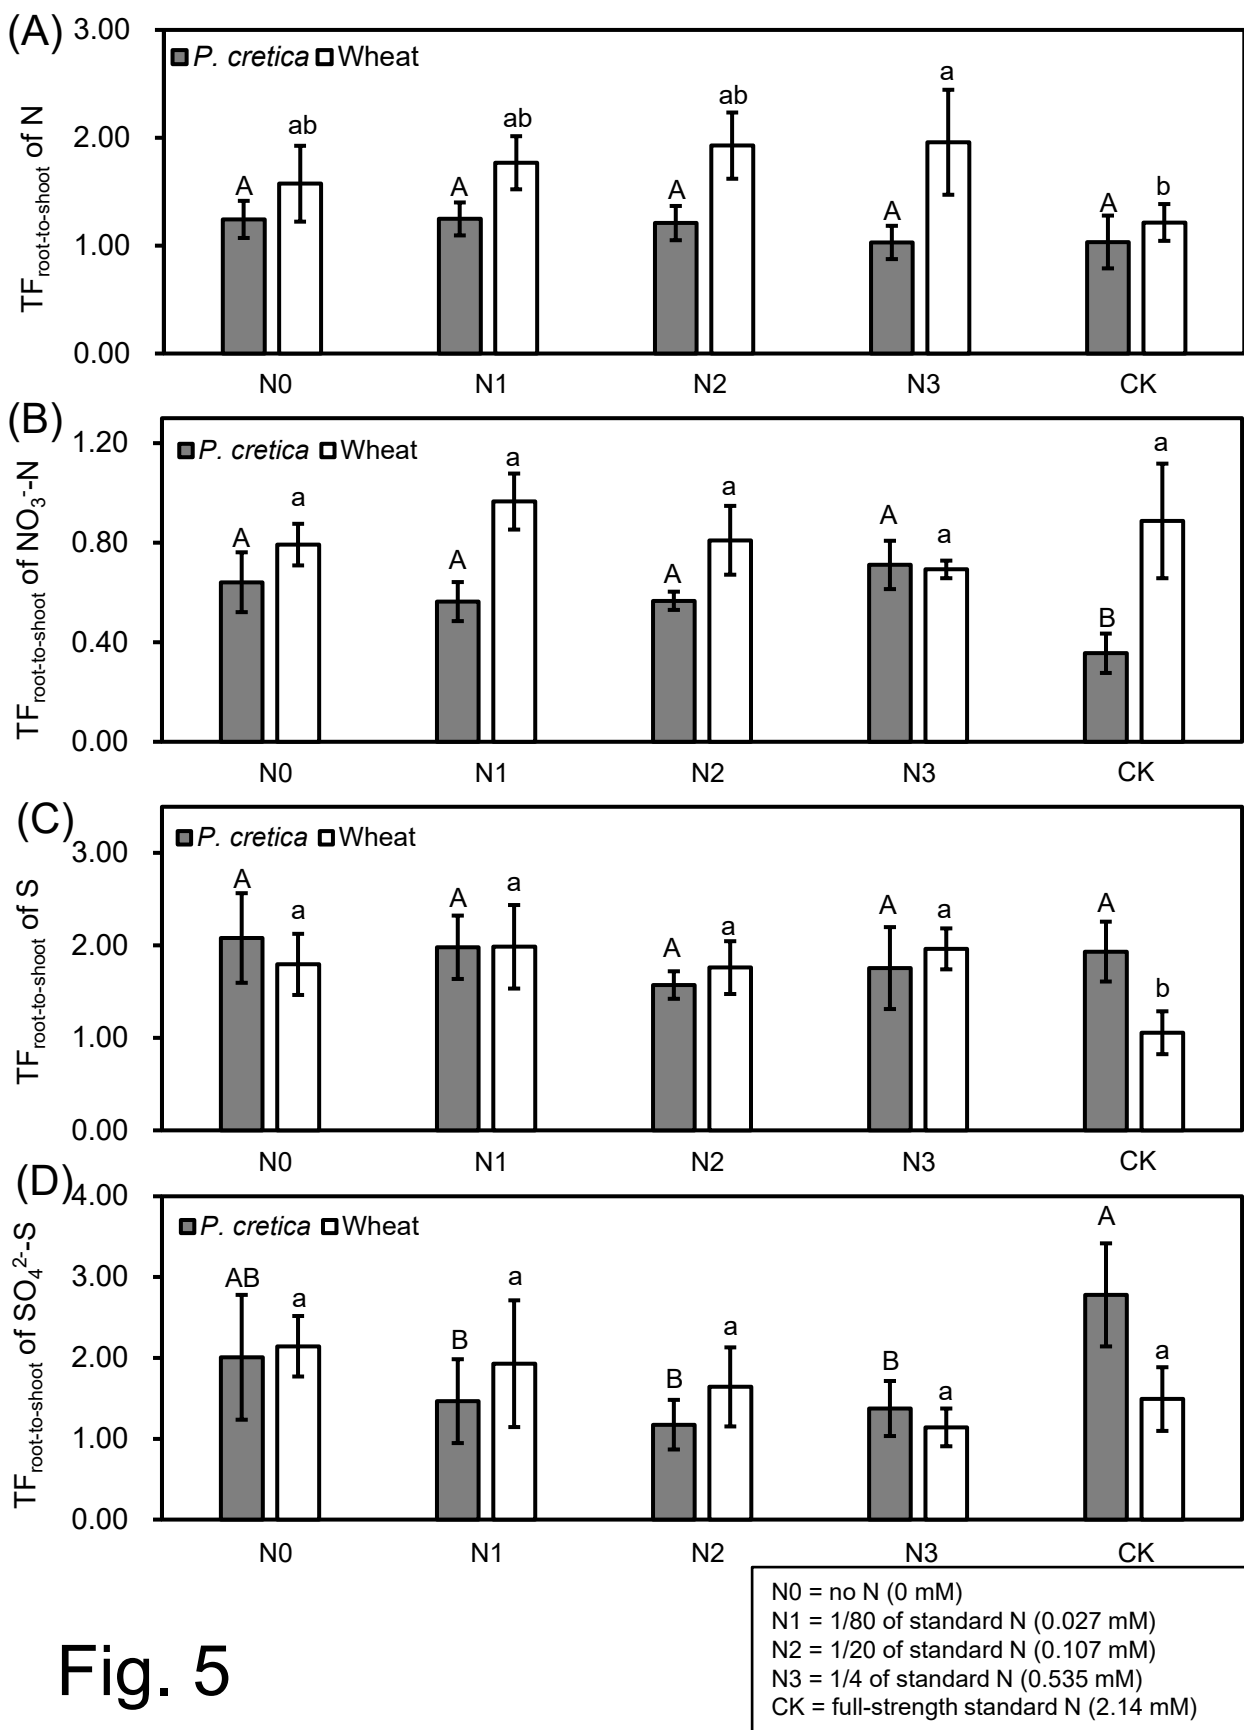 (A)
3.00
2.00
1.00
0.00
TFroot-to-shoot of N
P. cretica Wheat
A ab A ab A ab A a A b
N0 N1 N2 N3 CK
(B)
1.20
0.80
0.40
0.00
TFroot-to-shoot of NO3--N
P. cretica Wheat
A a A a A a A a B a
N0 N1 N2 N3 CK
(C)
3.00
2.00
1.00
0.00
TFroot-to-shoot of S
P. cretica Wheat
A a A a A a A a A b
N0 N1 N2 N3 CK
(D)
4.00
3.00
2.00
1.00
0.00
TFroot-to-shoot of SO42--S
P. cretica Wheat
AB a B a B a B a A a
N0 N1 N2 N3 CK
N0 = no N (0 mM)
N1 = 1/80 of standard N (0.027 mM)
N2 = 1/20 of standard N (0.107 mM)
N3 = 1/4 of standard N (0.535 mM)
CK = full-strength standard N (2.14 mM)
Fig. 5